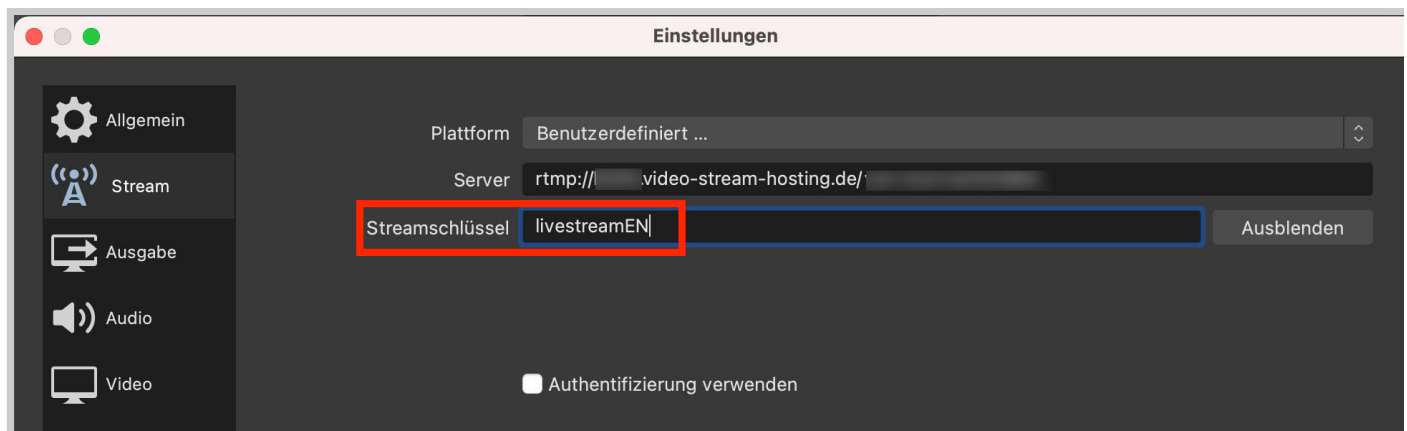 Einstellungen
Allgemein
Plattform Benutzerdefiniert ...
Server rtmp:// .video-stream-hosting.de/
Stream
Streamschlüssel livestreamEN Ausblenden
Ausgabe
Audio
Video
Authentifizierung verwenden